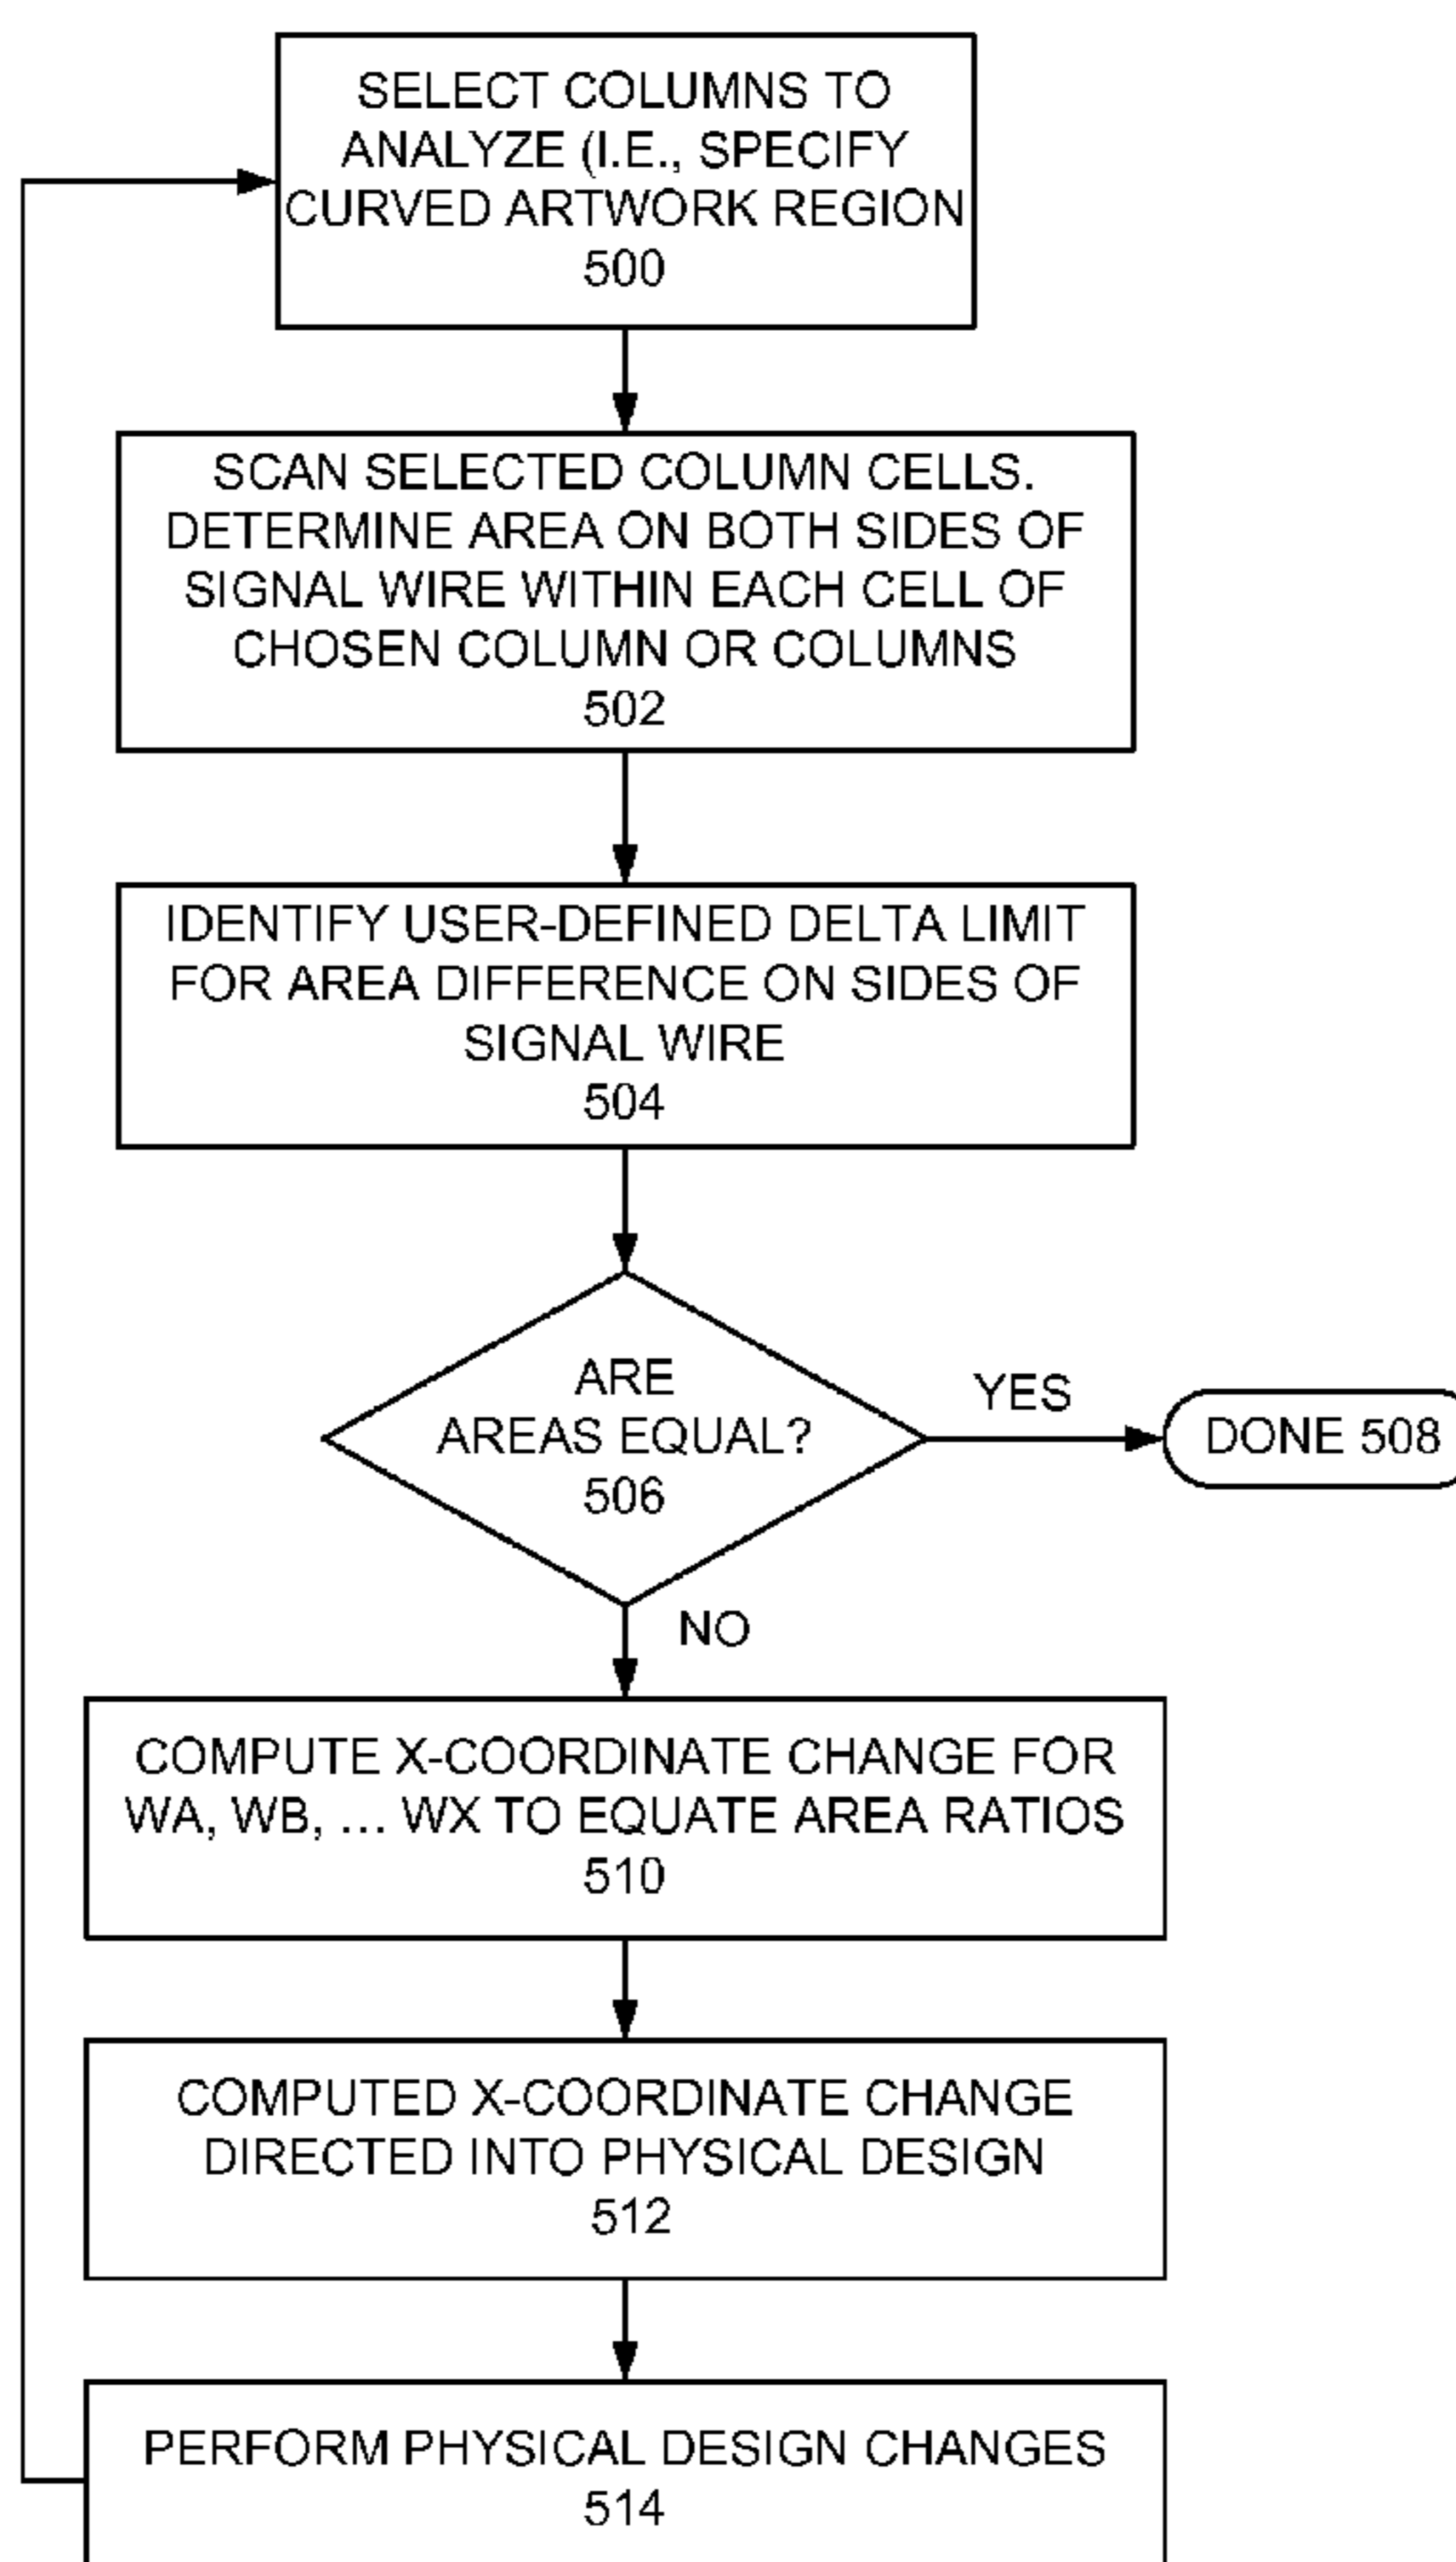 SELECT COLUMNS TO
ANALYZE (I.E., SPECIFY
CURVED ARTWORK REGION
500
SCAN SELECTED COLUMN CELLS.
DETERMINE AREA ON BOTH SIDES OF
SIGNAL WIRE WITHIN EACH CELL OF
CHOSEN COLUMN OR COLUMNS
502
IDENTIFY USER-DEFINED DELTA LIMIT
FOR AREA DIFFERENCE ON SIDES OF
SIGNAL WIRE
504
ARE
AREAS EQUAL?
506
YES
DONE 508
NO
COMPUTE X-COORDINATE CHANGE FOR
WA, WB, ... WX TO EQUATE AREA RATIOS
510
COMPUTED X-COORDINATE CHANGE
DIRECTED INTO PHYSICAL DESIGN
512
PERFORM PHYSICAL DESIGN CHANGES
514